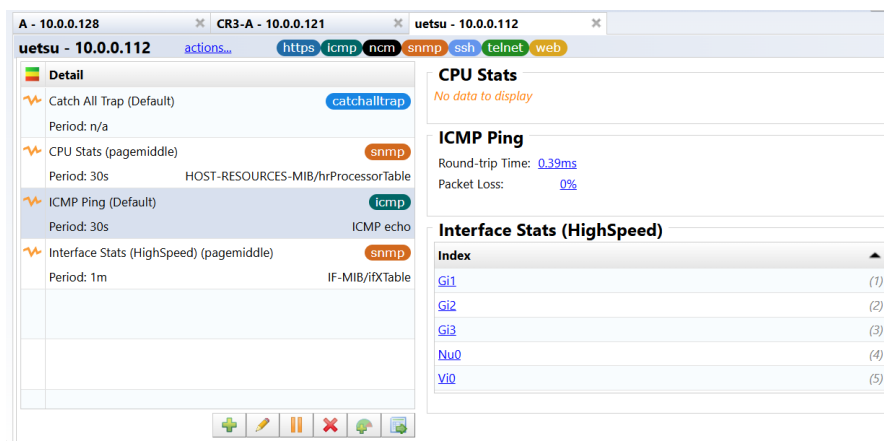 A - 10.0.0.128 CR3-A - 10.0.0.121 uetsu - 10.0.0.112
uetsu - 10.0.0.112 actions... https icmp ncm snmp ssh telnet web
Detail
Catch All Trap (Default) catchalltrap
Period: n/a
CPU Stats (pagemiddle) snmp
Period: 30s HOST-RESOURCES-MIB/hrProcessorTable
ICMP Ping (Default) icmp
Period: 30s ICMP echo
Interface Stats (HighSpeed) (pagemiddle) snmp
Period: 1m IF-MIB/ifXTable
CPU Stats
No data to display
ICMP Ping
Round-trip Time: 0.39ms
Packet Loss: 0%
Interface Stats (HighSpeed)
Index
Gi1 (1)
Gi2 (2)
Gi3 (3)
Nu0 (4)
Vi0 (5)